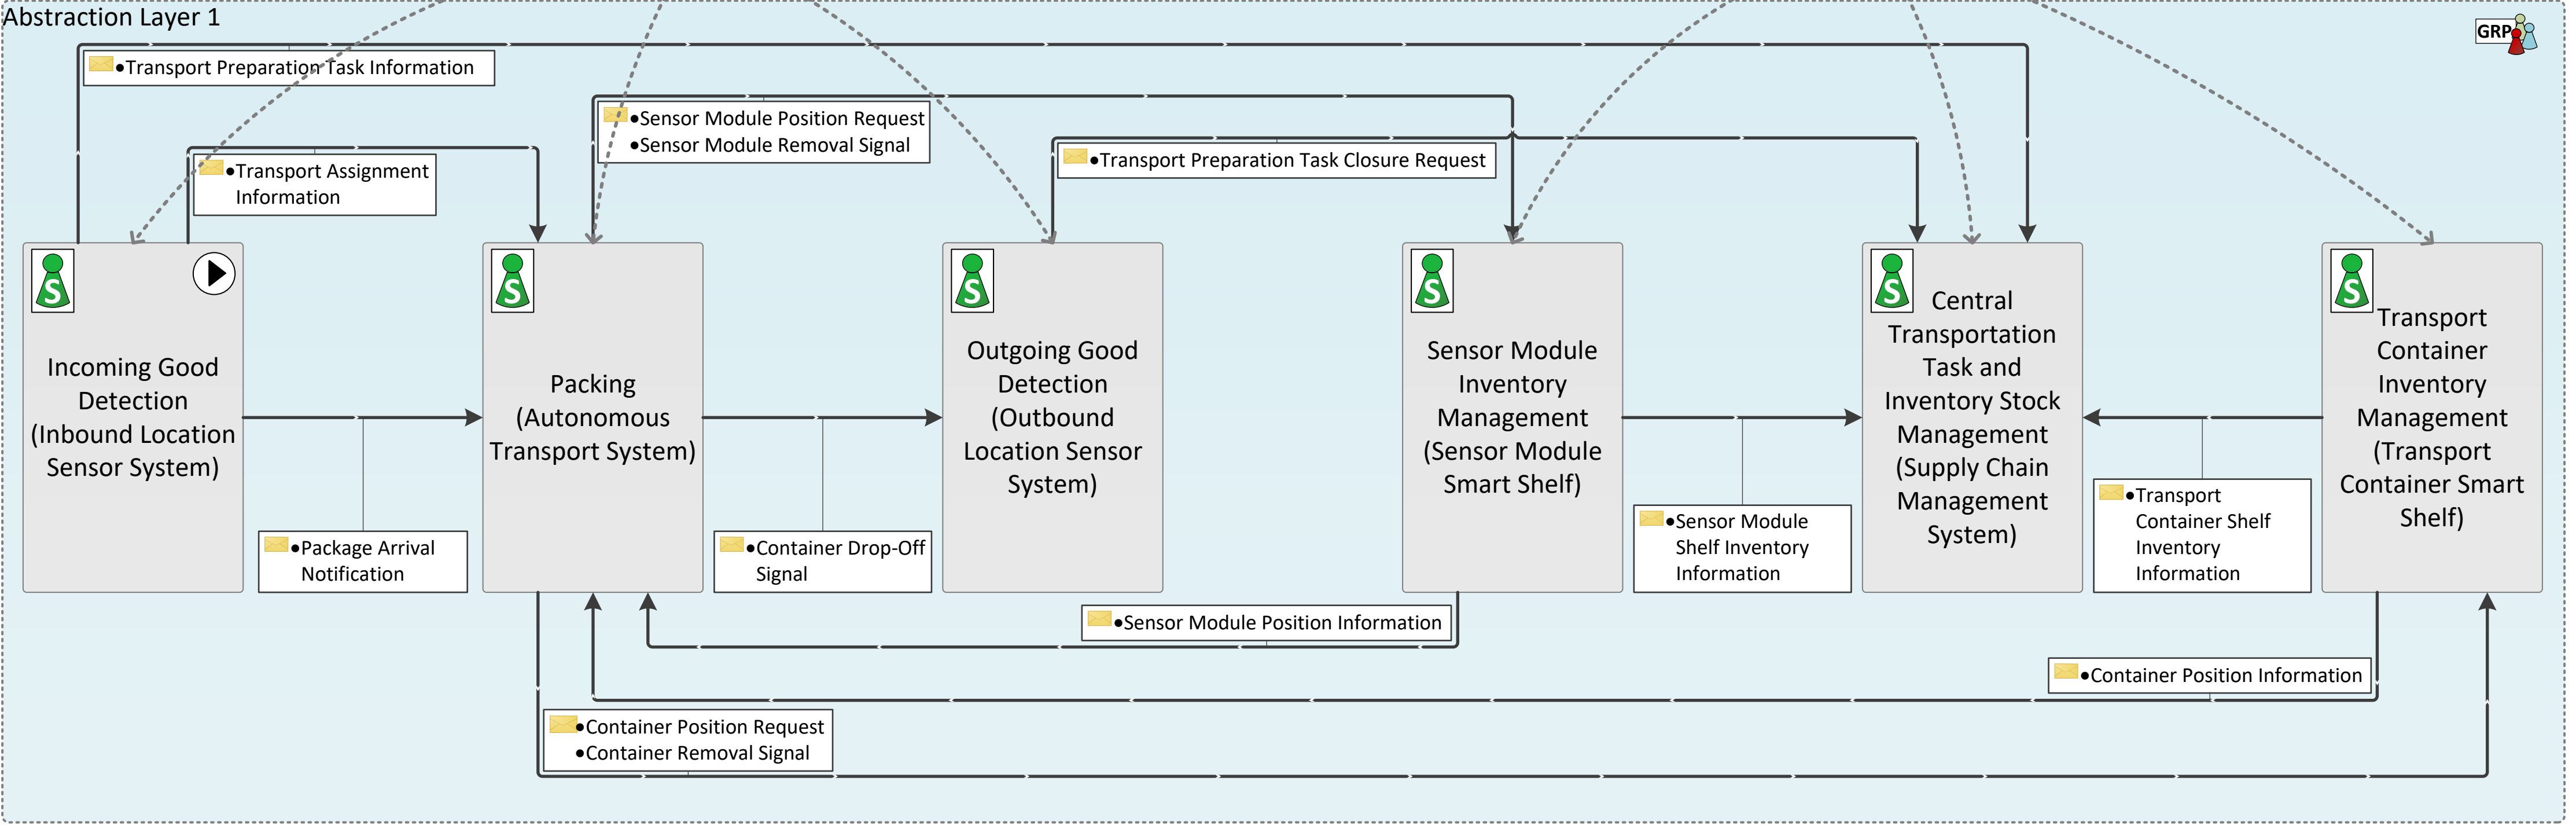 Abstraction Layer 1
GRP
•Transport Preparation Task Information
•Sensor Module Position Request
•Sensor Module Removal Signal
•Transport Assignment
Information
•Transport Preparation Task Closure Request
S
Incoming Good
Detection
(Inbound Location
Sensor System)
S
Packing
(Autonomous
Transport System)
S
Outgoing Good
Detection
(Outbound
Location Sensor
System)
S
Sensor Module
Inventory
Management
(Sensor Module
Smart Shelf)
S
Central
Transportation
Task and
Inventory Stock
Management
(Supply Chain
Management
System)
S
Transport
Container
Inventory
Management
(Transport
Container Smart
Shelf)
•Package Arrival
Notification
•Container Drop-Off
Signal
•Sensor Module
Shelf Inventory
Information
•Transport
Container Shelf
Inventory
Information
•Sensor Module Position Information
•Container Position Information
•Container Position Request
•Container Removal Signal